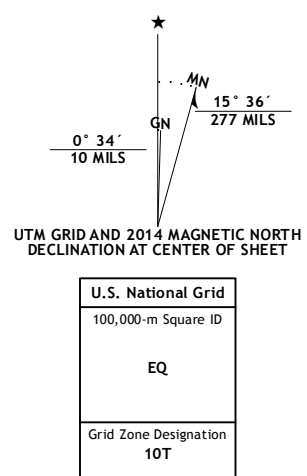 ★
MN
GN
15° 36´
277 MILS
0° 34´
10 MILS
UTM GRID AND 2014 MAGNETIC NORTH
DECLINATION AT CENTER OF SHEET
U.S. National Grid
100,000-m Square ID
EQ
Grid Zone Designation
10T